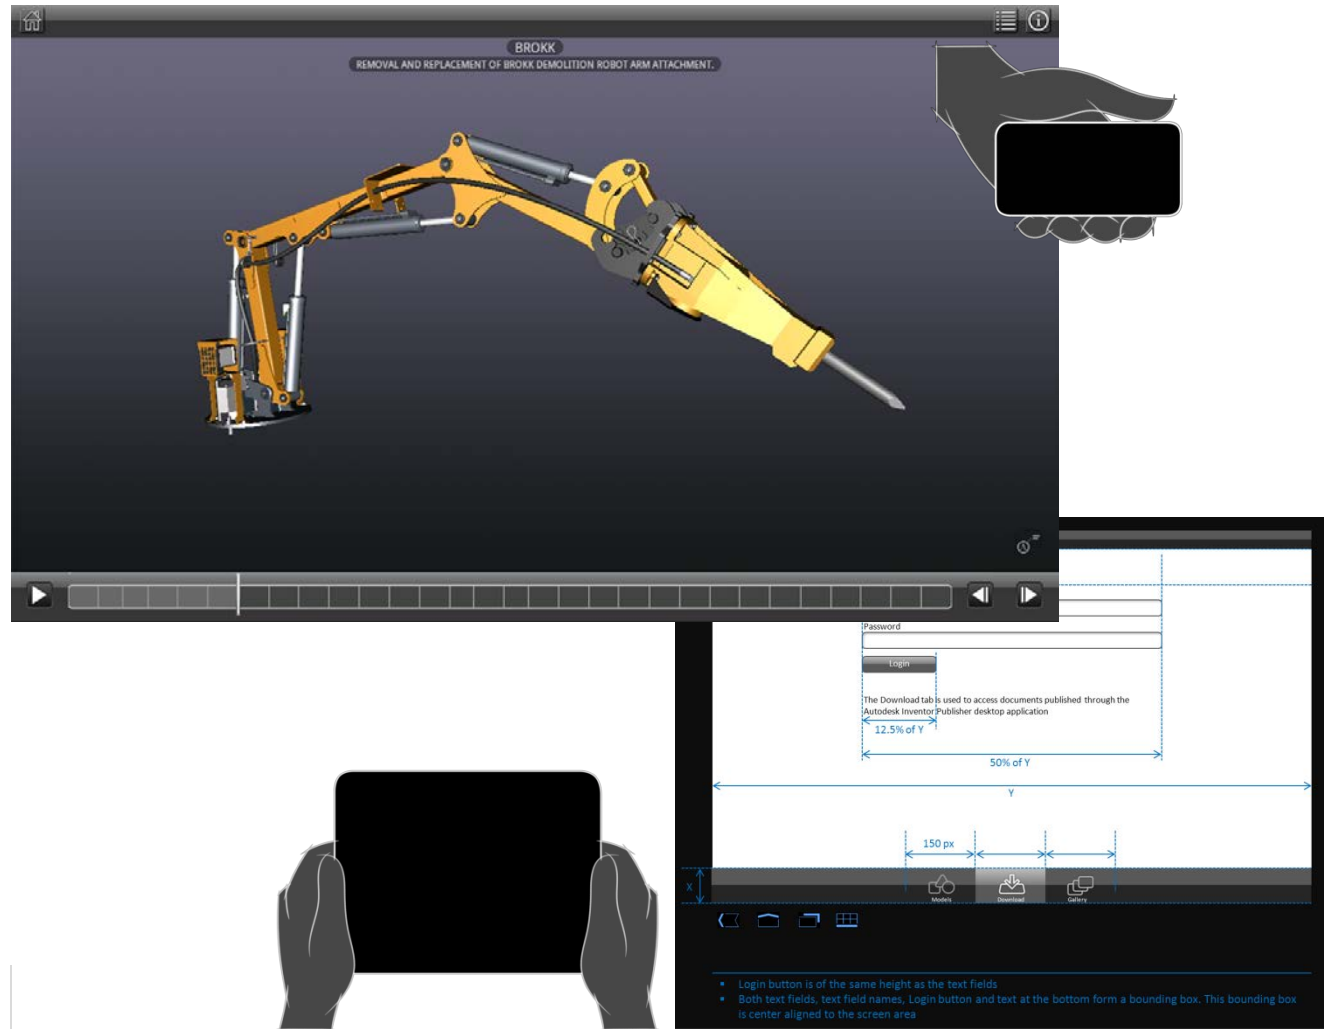 BROKK
REMOVAL AND REPLACEMENT OF BROKK DEMOLITION ROBOT ARM ATTACHMENT.
Password
Login
The Download tab is used to access documents published through the
Autodesk Inventor Publisher desktop application
12.5% of Y
50% of Y
Y
150 px
X
Models
Download
Gallery
▪ Login button is of the same height as the text fields
▪ Both text fields, text field names, Login button and text at the bottom form a bounding box. This bounding box
is center aligned to the screen area